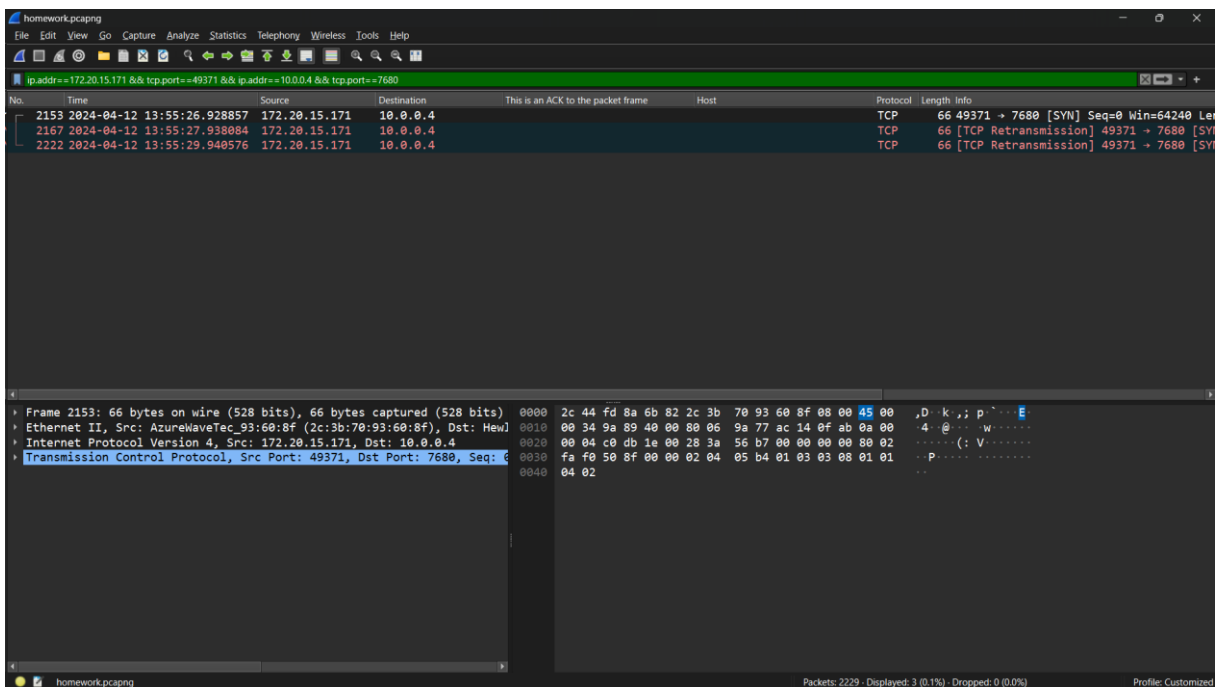 homework.pcapng
File Edit View Go Capture Analyze Statistics Telephony Wireless Tools Help
ip.addr==172.20.15.171 && tcp.port==49371 && ip.addr==10.0.0.4 && tcp.port==7680
No. Time Source Destination This is an ACK to the packet frame Host Protocol Length Info
2153 2024-04-12 13:55:26.928857 172.20.15.171 10.0.0.4 TCP 66 49371 → 7680 [SYN] Seq=0 Win=64240 Le
2167 2024-04-12 13:55:27.938084 172.20.15.171 10.0.0.4 TCP 66 [TCP Retransmission] 49371 → 7680 [SY
2222 2024-04-12 13:55:29.940576 172.20.15.171 10.0.0.4 TCP 66 [TCP Retransmission] 49371 → 7680 [SY
Frame 2153: 66 bytes on wire (528 bits), 66 bytes captured (528 bits)
Ethernet II, Src: AzureWaveTec_93:60:8f (2c:3b:70:93:60:8f), Dst: Hewl
Internet Protocol Version 4, Src: 172.20.15.171, Dst: 10.0.0.4
Transmission Control Protocol, Src Port: 49371, Dst Port: 7680, Seq:
0000 2c 44 fd 8a 6b 82 2c 3b 70 93 60 8f 08 00 45 00 ,D··k·,; p·`···E·
0010 00 34 9a 89 40 00 80 06 9a 77 ac 14 0f ab 0a 00 ·4··@··· ·w······
0020 00 04 c0 db 1e 00 28 3a 56 b7 00 00 00 00 80 02 ······(: V·······
0030 fa f0 50 8f 00 00 02 04 05 b4 01 03 03 08 01 01 ··P····· ········
0040 04 02 ··
homework.pcapng Packets: 2229 · Displayed: 3 (0.1%) · Dropped: 0 (0.0%) Profile: Customized